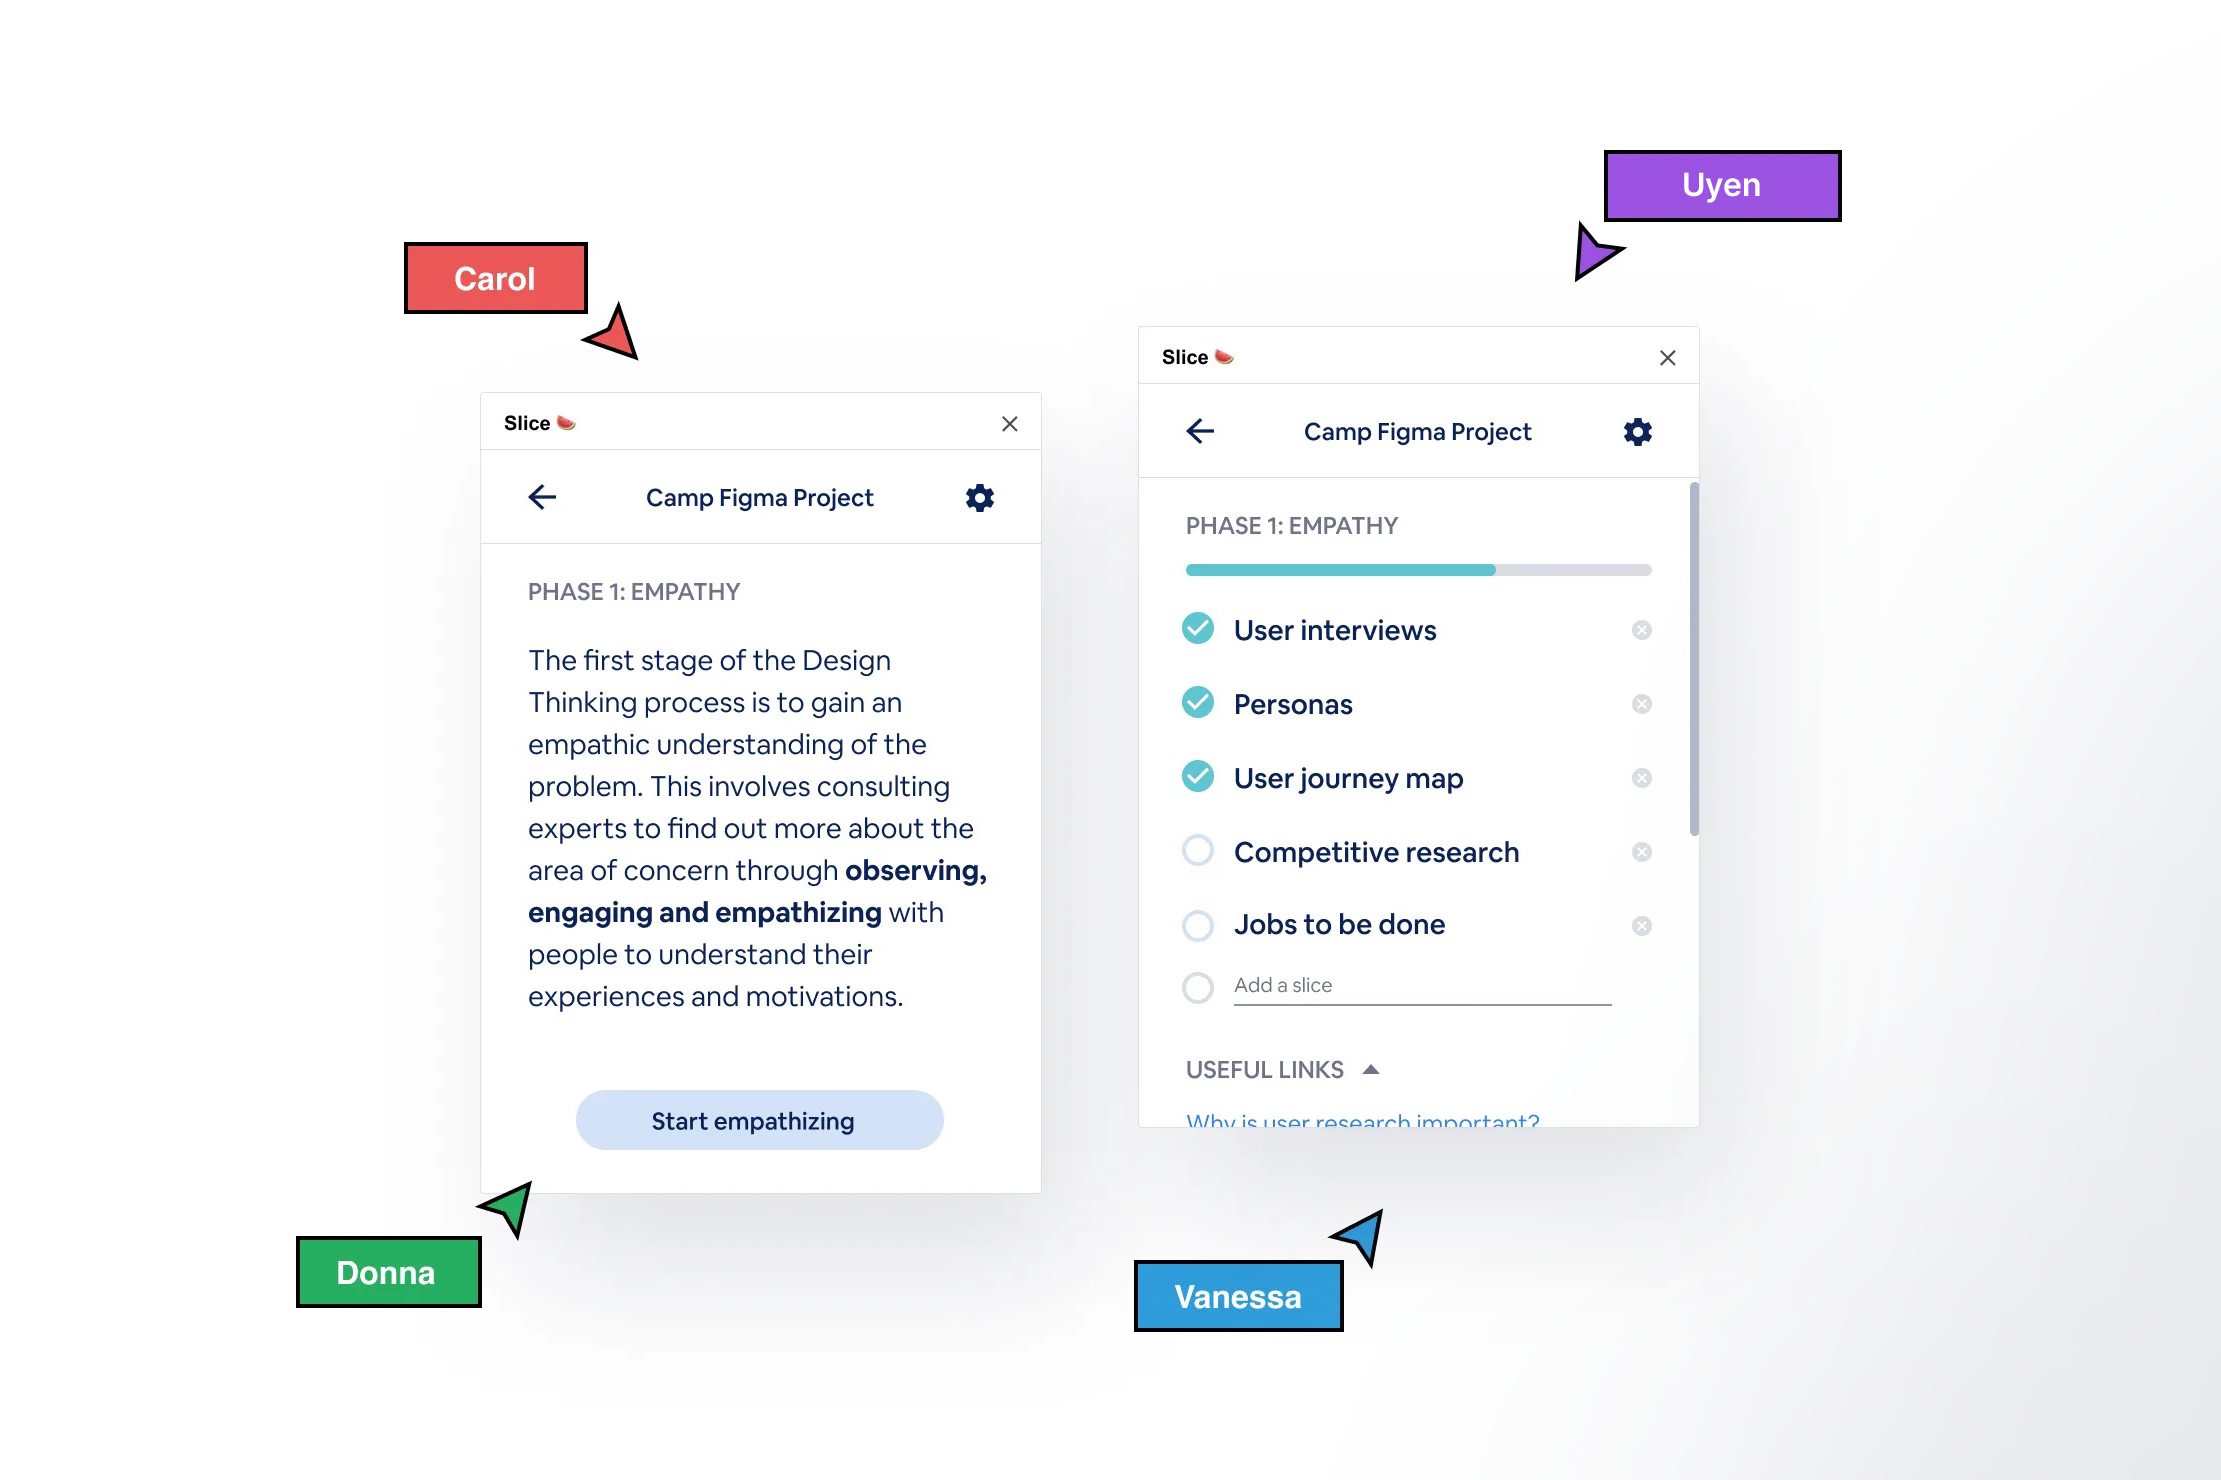 Uyen
Carol
Slice 🍉
Camp Figma Project
PHASE 1: EMPATHY
The first stage of the Design
Thinking process is to gain an
empathic understanding of the
problem. This involves consulting
experts to find out more about the
area of concern through observing,
engaging and empathizing with
people to understand their
experiences and motivations.
Start empathizing
Donna
Slice 🍉
Camp Figma Project
PHASE 1: EMPATHY
User interviews
Personas
User journey map
Competitive research
Jobs to be done
Add a slice
USEFUL LINKS
Why is user research important?
Vanessa